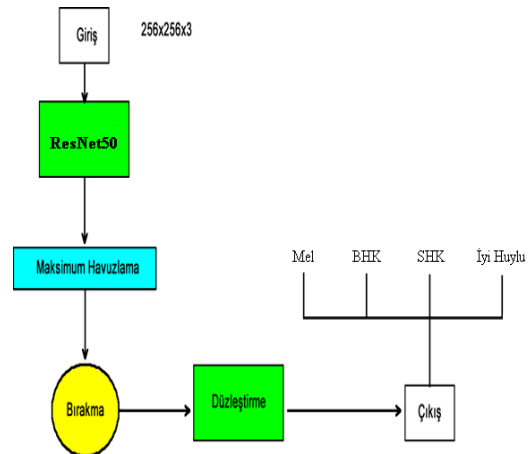 Giriş
256x256x3
ResNet50
Maksimum Havuzlama
Mel
BHK
SHK
İyi Huylu
Bırakma
Düzleştirme
Çıkış